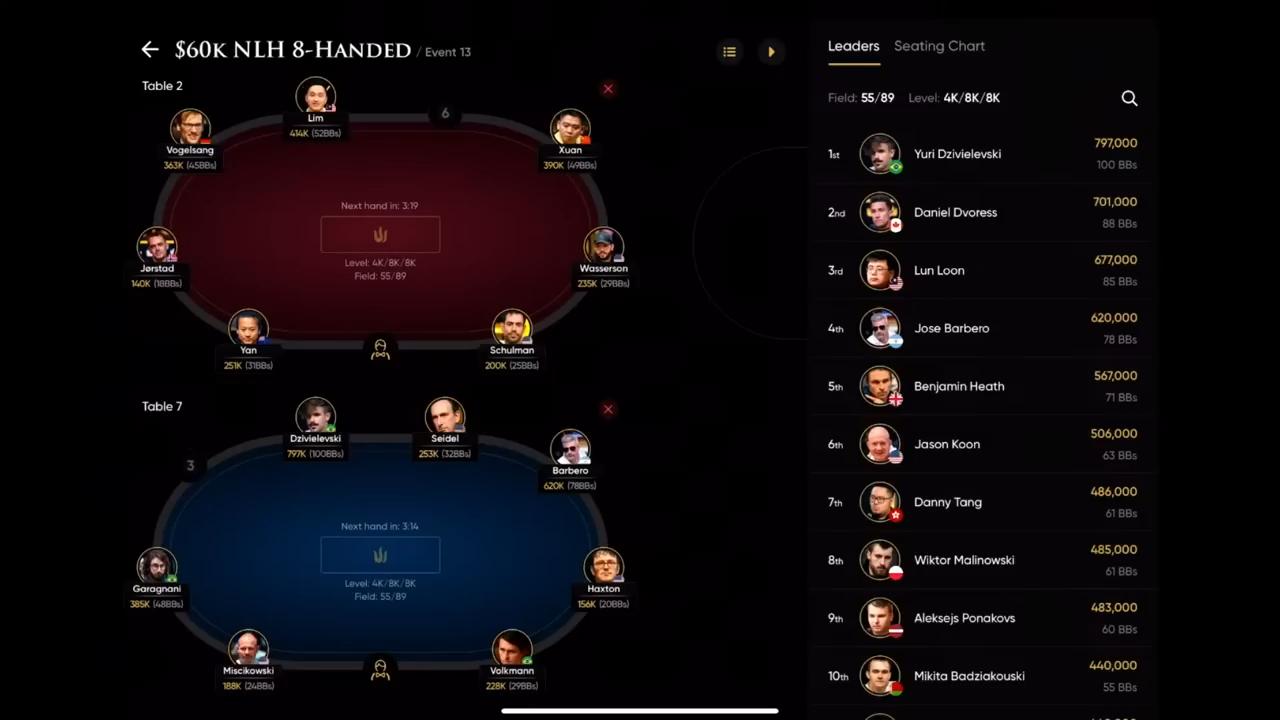 $60K NLH 8-HANDED / Event 13
Table 2
Lim
414K (52BBs)
6
Vogelsang
363K (45BBs)
Xuan
390K (49BBs)
Next hand in: 3:19
Level: 4K/8K/8K
Field: 55/89
Jørstad
140K (18BBs)
Wasserson
235K (29BBs)
Yan
251K (31BBs)
Schulman
200K (25BBs)
Table 7
Dzivielevski
797K (100BBs)
Seidel
253K (32BBs)
3
Barbero
620K (78BBs)
Next hand in: 3:14
Level: 4K/8K/8K
Field: 55/89
Garagnani
385K (48BBs)
Haxton
156K (20BBs)
Miscikowski
188K (24BBs)
Volkmann
228K (29BBs)
Leaders Seating Chart
Field: 55/89 Level: 4K/8K/8K
1st Yuri Dzivielevski 797,000
100 BBs
2nd Daniel Dvoress 701,000
88 BBs
3rd Lun Loon 677,000
85 BBs
4th Jose Barbero 620,000
78 BBs
5th Benjamin Heath 567,000
71 BBs
6th Jason Koon 506,000
63 BBs
7th Danny Tang 486,000
61 BBs
8th Wiktor Malinowski 485,000
61 BBs
9th Aleksejs Ponakovs 483,000
60 BBs
10th Mikita Badziakouski 440,000
55 BBs